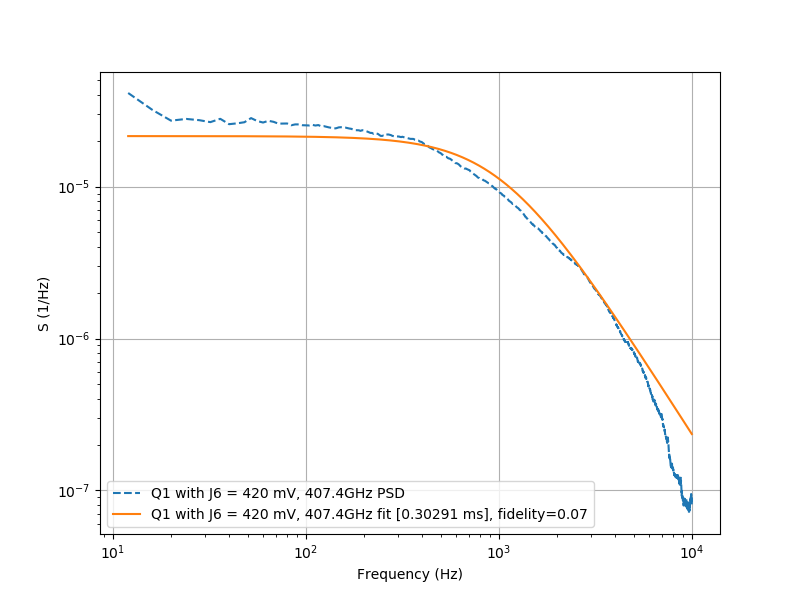 S (1/Hz)
10⁻⁵
10⁻⁶
10⁻⁷
Q1 with J6 = 420 mV, 407.4GHz PSD
Q1 with J6 = 420 mV, 407.4GHz fit [0.30291 ms], fidelity=0.07
10¹ 10² 10³ 10⁴
Frequency (Hz)